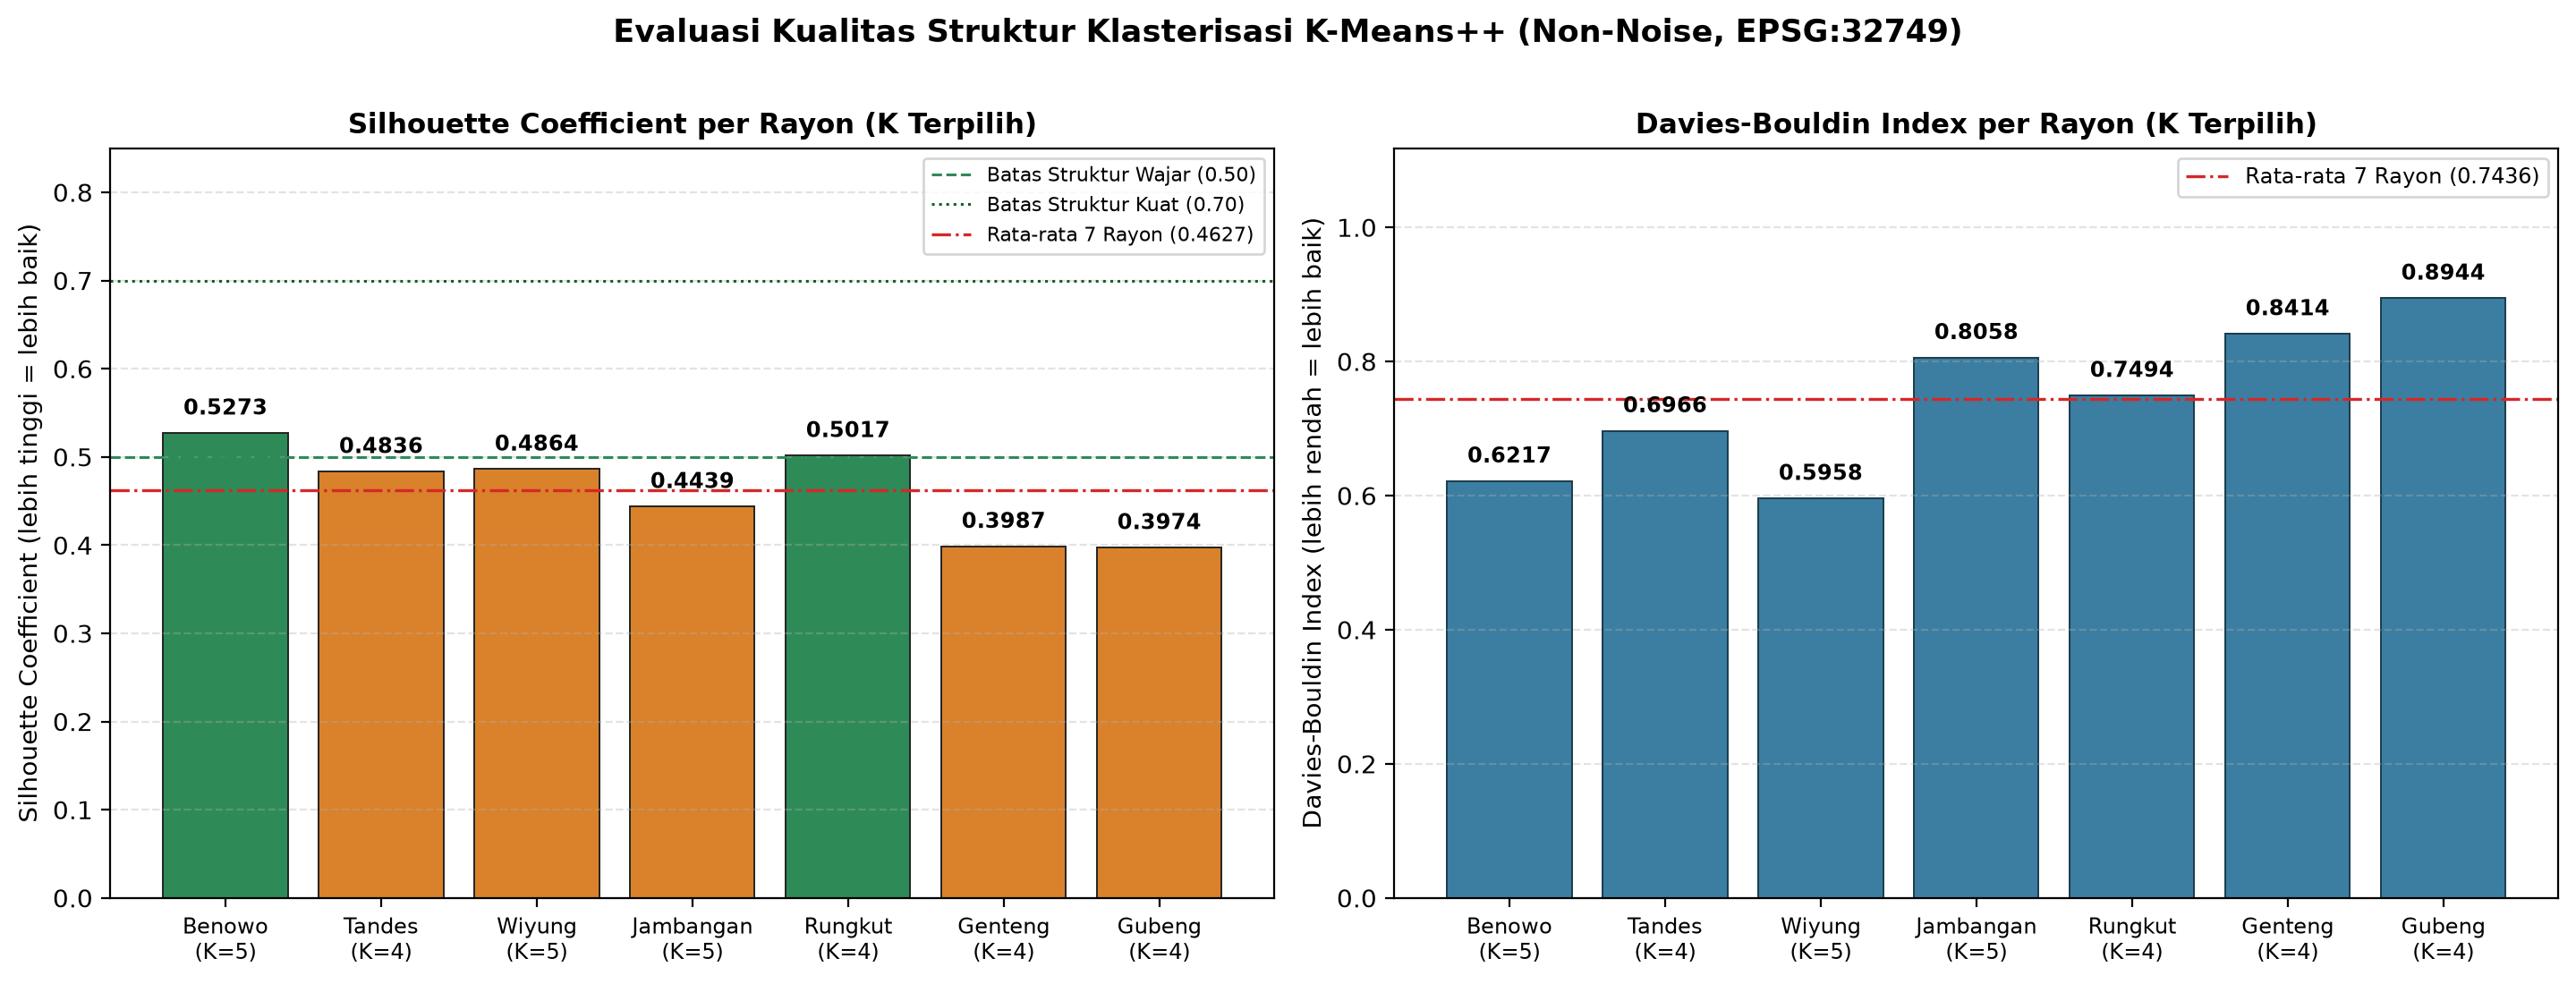 Evaluasi Kualitas Struktur Klasterisasi K-Means++ (Non-Noise, EPSG:32749)
Silhouette Coefficient per Rayon (K Terpilih)
Silhouette Coefficient (lebih tinggi = lebih baik)
0.8
0.7
0.6
0.5
0.4
0.3
0.2
0.1
0.0
Batas Struktur Wajar (0.50)
Batas Struktur Kuat (0.70)
Rata-rata 7 Rayon (0.4627)
0.5273
0.4836
0.4864
0.4439
0.5017
0.3987
0.3974
Benowo
(K=5)
Tandes
(K=4)
Wiyung
(K=5)
Jambangan
(K=5)
Rungkut
(K=4)
Genteng
(K=4)
Gubeng
(K=4)
Davies-Bouldin Index per Rayon (K Terpilih)
Davies-Bouldin Index (lebih rendah = lebih baik)
1.0
0.8
0.6
0.4
0.2
0.0
Rata-rata 7 Rayon (0.7436)
0.6217
0.6966
0.5958
0.8058
0.7494
0.8414
0.8944
Benowo
(K=5)
Tandes
(K=4)
Wiyung
(K=5)
Jambangan
(K=5)
Rungkut
(K=4)
Genteng
(K=4)
Gubeng
(K=4)